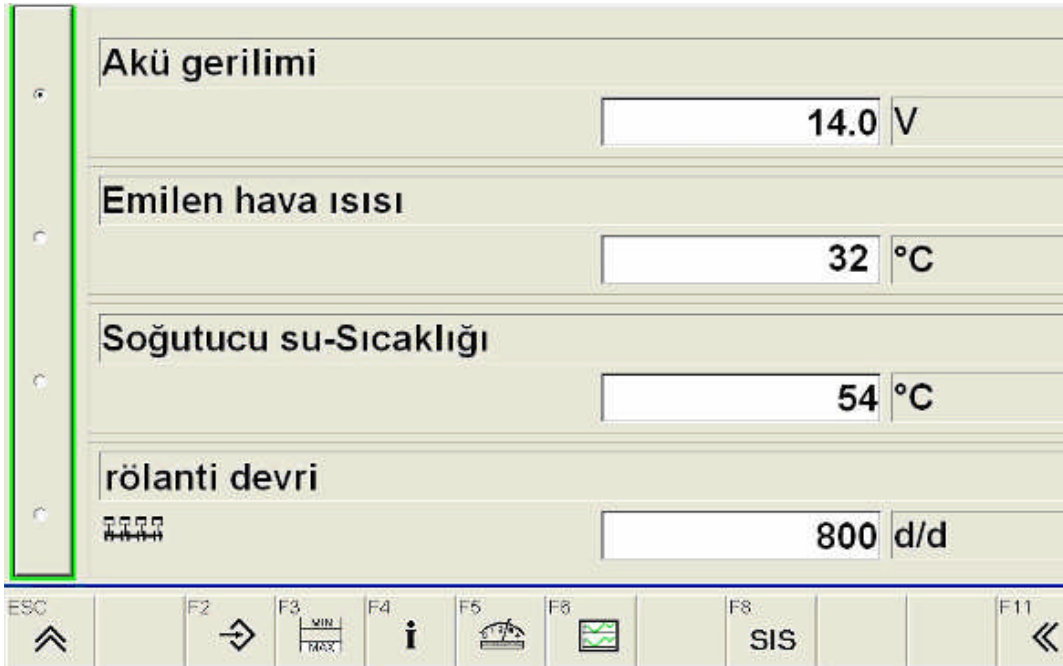 Akü gerilimi
14.0 V
Emilen hava ısısı
32 °C
Soğutucu su-Sıcaklığı
54 °C
rölanti devri
800 d/d
ESC F2 F3 MIN MAX F4 i F5 F6 F8 SIS F11